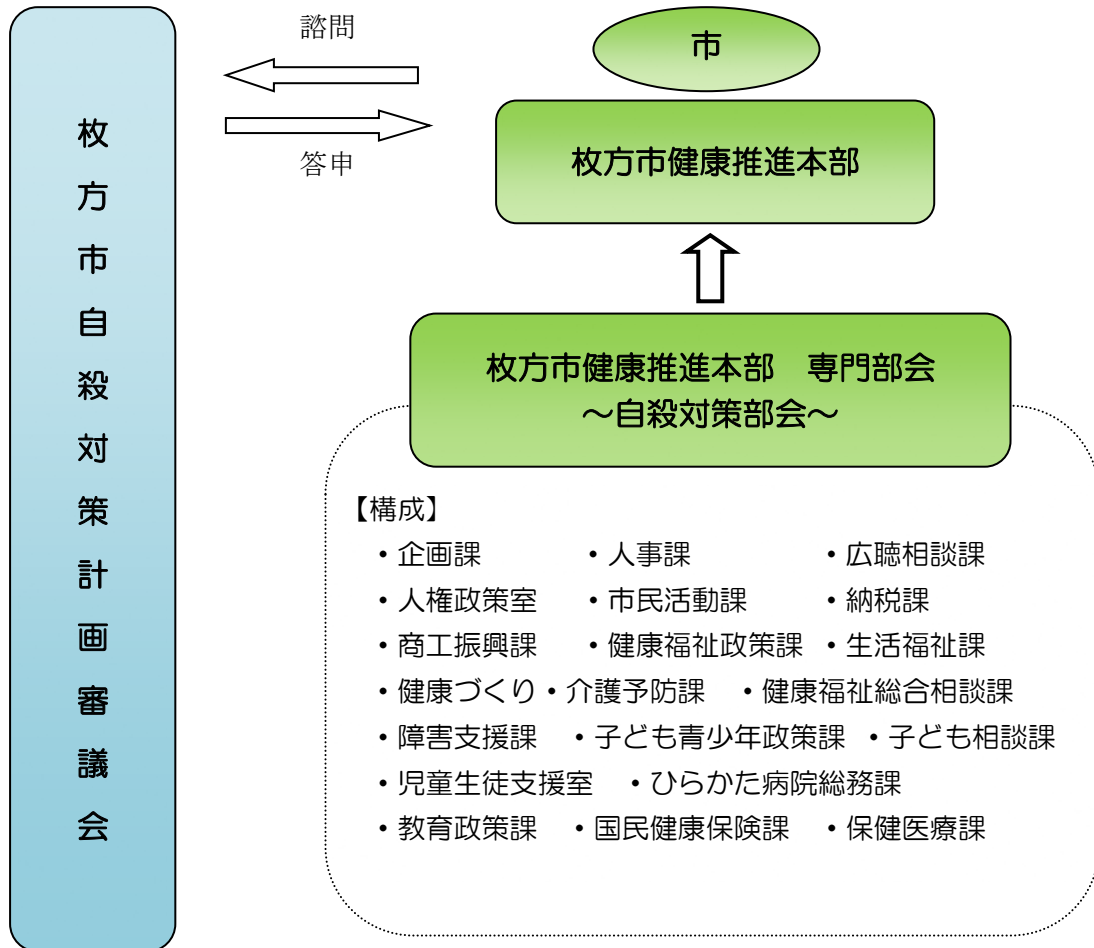 枚方市自殺対策計画審議会
諮問
答申
市
枚方市健康推進本部
枚方市健康推進本部　専門部会
～自殺対策部会～
【構成】
・企画課　・人事課　・広聴相談課
・人権政策室　・市民活動課　・納税課
・商工振興課　・健康福祉政策課　・生活福祉課
・健康づくり・介護予防課　・健康福祉総合相談課
・障害支援課　・子ども青少年政策課　・子ども相談課
・児童生徒支援室　・ひらかた病院総務課
・教育政策課　・国民健康保険課　・保健医療課